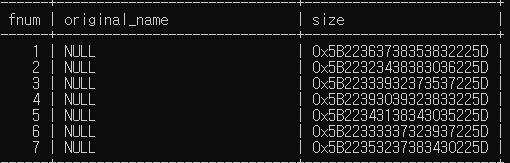 fnum | original_name | size
1 | NULL | 0x5B22363738353832225D |
2 | NULL | 0x5B22323438383036225D |
3 | NULL | 0x5B22333932373537225D |
4 | NULL | 0x5B22393039323833225D |
5 | NULL | 0x5B22343138343035225D |
6 | NULL | 0x5B22333337323937225D |
7 | NULL | 0x5B22353237383430225D |